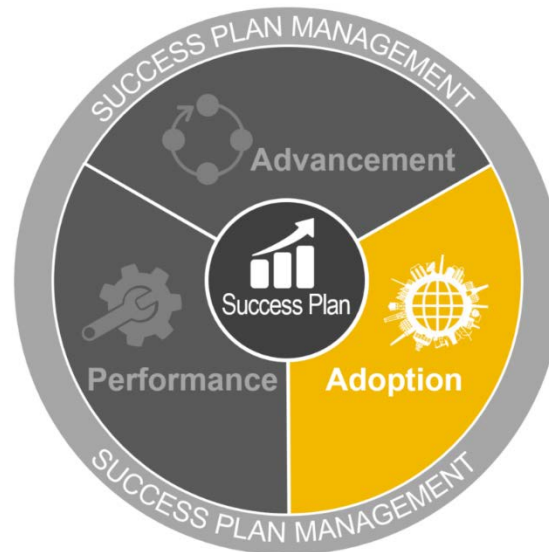 SUCCESS PLAN MANAGEMENT
Advancement
Success Plan
Performance
Adoption
SUCCESS PLAN MANAGEMENT